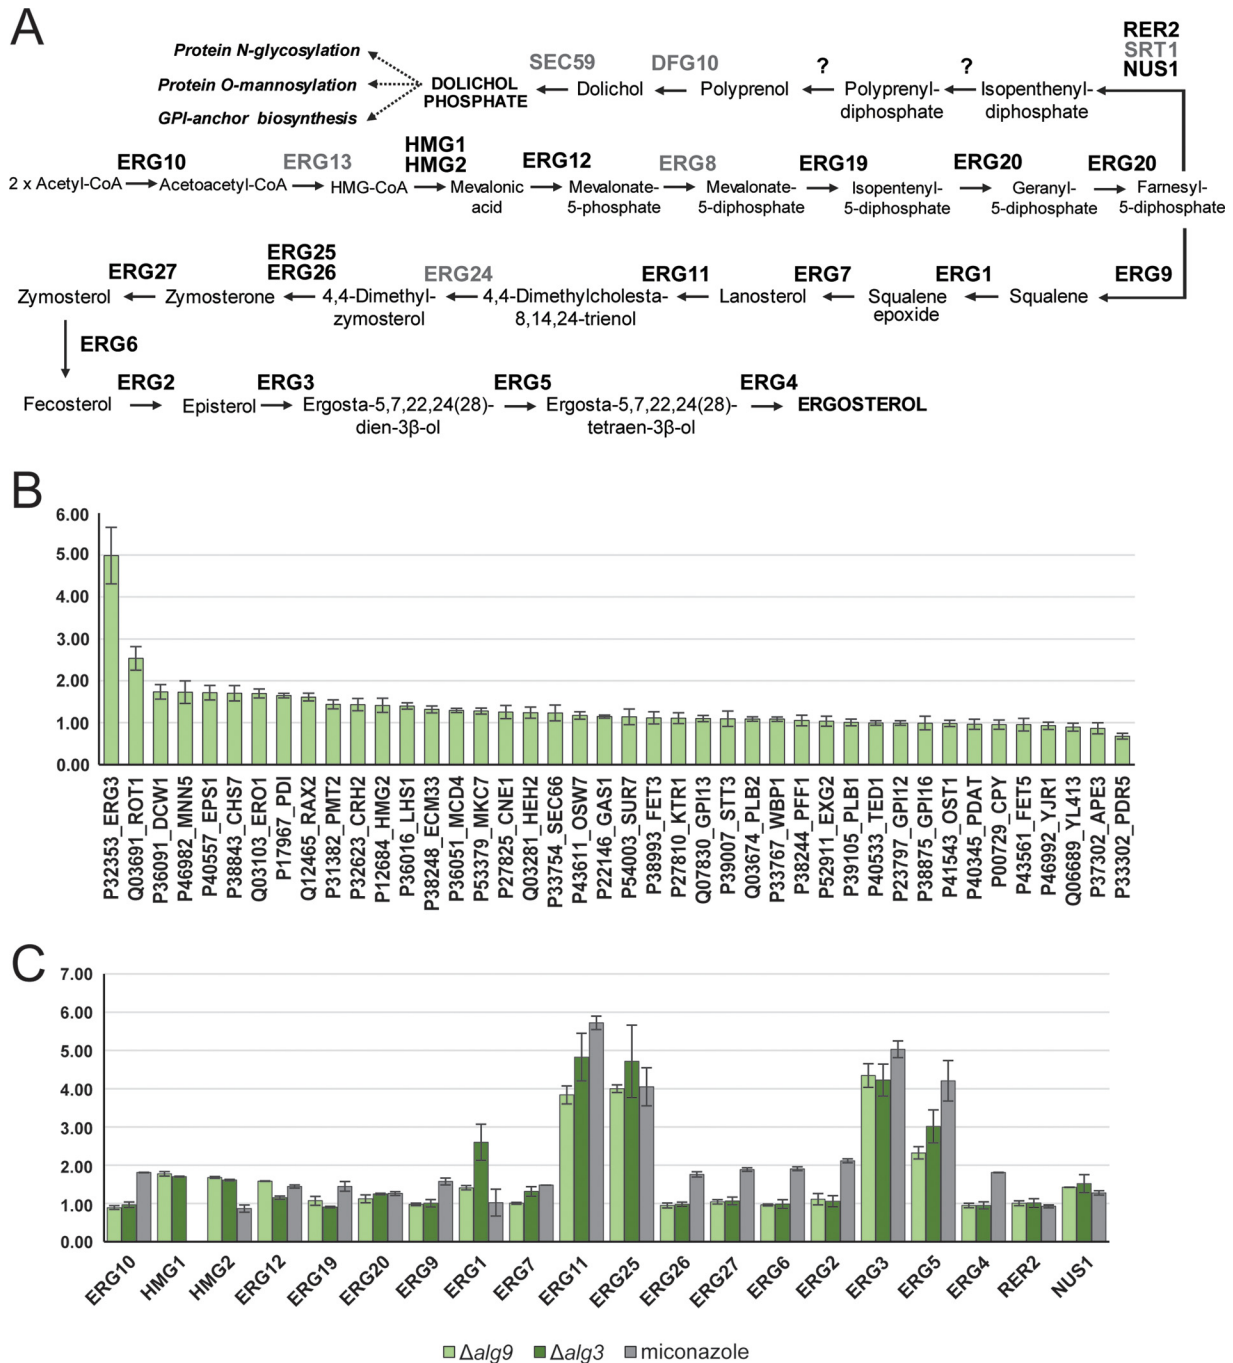 A
RER2
SRT1
NUS1
Protein N-glycosylation
Protein O-mannosylation
GPI-anchor biosynthesis
SEC59
DFG10
?
?
DOLICHOL
PHOSPHATE
Dolichol
Polyprenol
Polyprenyl-
diphosphate
Isopenthenyl-
diphosphate
ERG10
ERG13
HMG1
HMG2
ERG12
ERG8
ERG19
ERG20
ERG20
2 x Acetyl-CoA
Acetoacetyl-CoA
HMG-CoA
Mevalonic
acid
Mevalonate-
5-phosphate
Mevalonate-
5-diphosphate
Isopentenyl-
5-diphosphate
Geranyl-
5-diphosphate
Farnesyl-
5-diphosphate
ERG27
ERG25
ERG26
ERG24
ERG11
ERG7
ERG1
ERG9
Zymosterol
Zymosterone
4,4-Dimethyl-
zymosterol
4,4-Dimethylcholesta-
8,14,24-trienol
Lanosterol
Squalene
epoxide
Squalene
ERG6
ERG2
ERG3
ERG5
ERG4
Fecosterol
Episterol
Ergosta-5,7,22,24(28)-
dien-3β-ol
Ergosta-5,7,22,24(28)-
tetraen-3β-ol
ERGOSTEROL
B
6.00
5.00
4.00
3.00
2.00
1.00
0.00
P32353_ERG3
Q03691_ROT1
P36091_DCW1
P46982_MNN5
P40557_EPS1
P38843_CHS7
Q03103_ERO1
P17967_PDI
Q12465_RAX2
P31382_PMT2
P32623_CRH2
P12684_HMG2
P36016_LHS1
P38248_ECM33
P36051_MCD4
P53379_MKC7
P27825_CNE1
Q03281_HEH2
P33754_SEC66
P43611_OSW7
P22146_GAS1
P54003_SUR7
P38993_FET3
P27810_KTR1
Q07830_GPI13
P39007_STT3
Q03674_PLB2
P33767_WBP1
P38244_PFF1
P52911_EXG2
P39105_PLB1
P40533_TED1
P23797_GPI12
P38875_GPI16
P41543_OST1
P40345_PDAT
P00729_CPY
P43561_FET5
P46992_YJR1
Q06689_YL413
P37302_APE3
P33302_PDR5
C
7.00
6.00
5.00
4.00
3.00
2.00
1.00
0.00
ERG10
HMG1
HMG2
ERG12
ERG19
ERG20
ERG9
ERG1
ERG7
ERG11
ERG25
ERG26
ERG27
ERG6
ERG2
ERG3
ERG5
ERG4
RER2
NUS1
Δalg9 Δalg3 miconazole